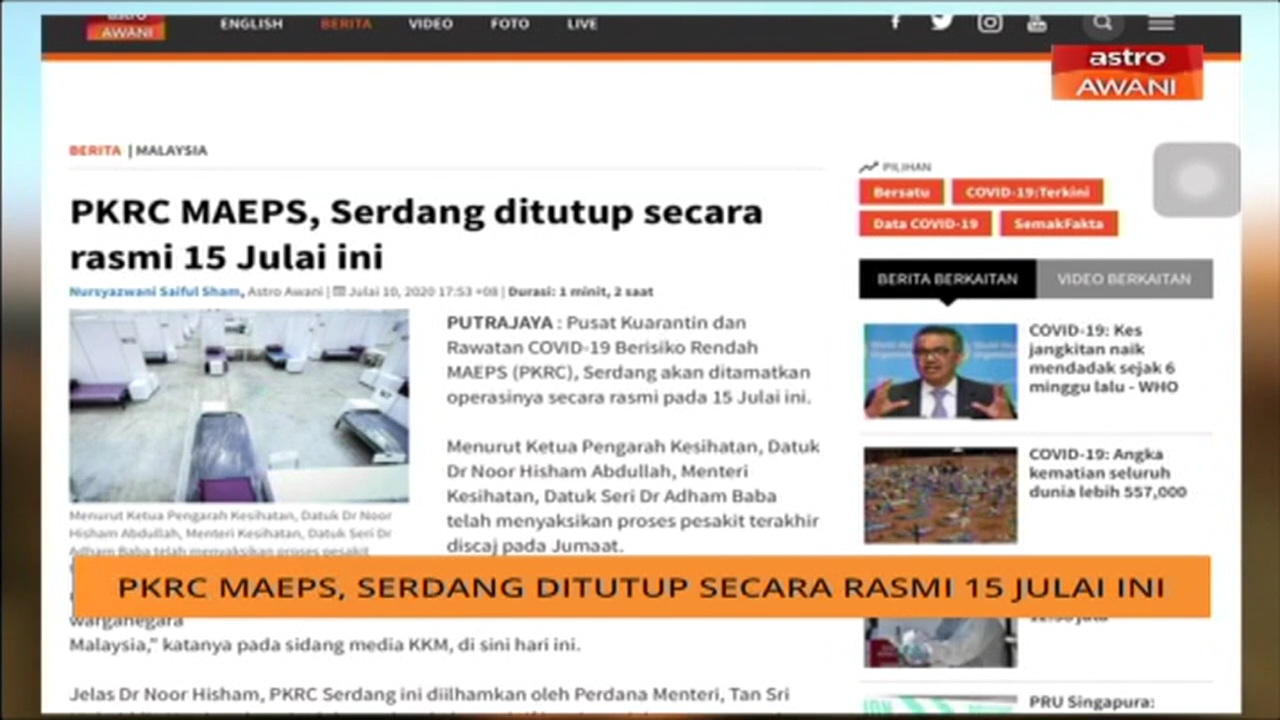 astro
AWANI
ENGLISH
BERITA
VIDEO
FOTO
LIVE
astro
AWANI
BERITA | MALAYSIA
PKRC MAEPS, Serdang ditutup secara
rasmi 15 Julai ini
Nursyazwani Saiful Sham, Astro Awani | Julai 10, 2020 17:53 +08 | Durasi: 1 minit, 2 saat
Menurut Ketua Pengarah Kesihatan, Datuk Dr Noor
Hisham Abdullah, Menteri Kesihatan, Datuk Seri Dr
Adham Baba telah menyaksikan proses pesakit
PUTRAJAYA : Pusat Kuarantin dan
Rawatan COVID-19 Berisiko Rendah
MAEPS (PKRC), Serdang akan ditamatkan
operasinya secara rasmi pada 15 Julai ini.
Menurut Ketua Pengarah Kesihatan, Datuk
Dr Noor Hisham Abdullah, Menteri
Kesihatan, Datuk Seri Dr Adham Baba
telah menyaksikan proses pesakit terakhir
discaj pada Jumaat.
PKRC MAEPS, SERDANG DITUTUP SECARA RASMI 15 JULAI INI
warganegara
Malaysia," katanya pada sidang media KKM, di sini hari ini.
Jelas Dr Noor Hisham, PKRC Serdang ini diilhamkan oleh Perdana Menteri, Tan Sri
PILIHAN
Bersatu
COVID-19:Terkini
Data COVID-19
SemakFakta
BERITA BERKAITAN
VIDEO BERKAITAN
COVID-19: Kes
jangkitan naik
mendadak sejak 6
minggu lalu - WHO
COVID-19: Angka
kematian seluruh
dunia lebih 557,000
PRU Singapura: